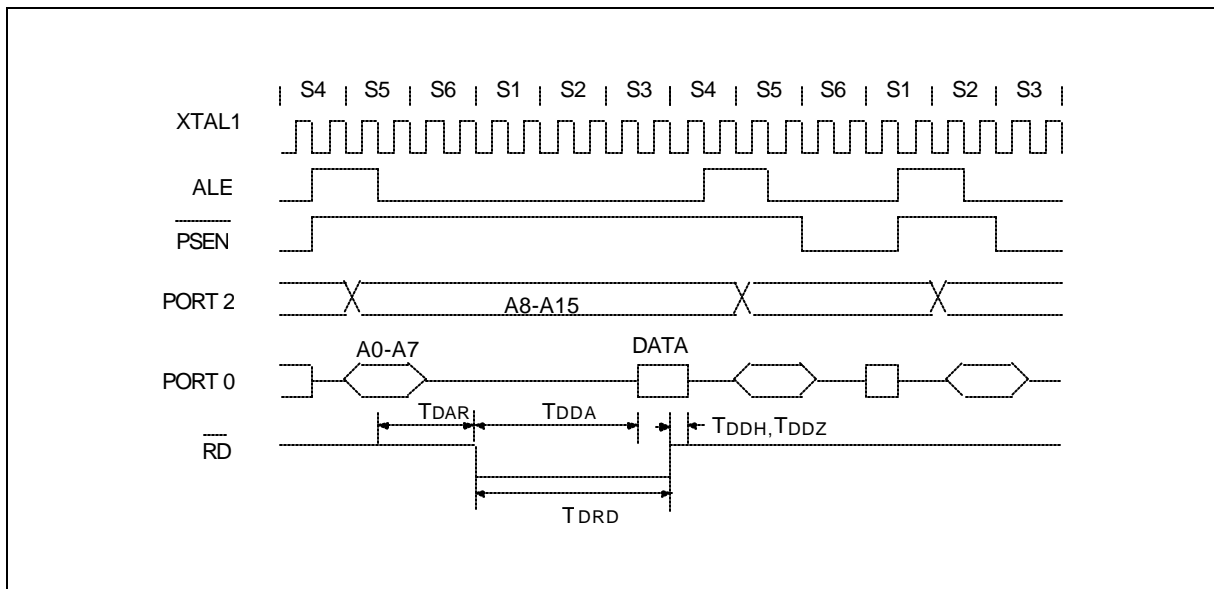 S4 S5 S6 S1 S2 S3 S4 S5 S6 S1 S2 S3
XTAL1
ALE
PSEN
PORT 2
A8-A15
A0-A7 DATA
PORT 0
TDAR TDDA TDDH,TDDZ
RD
TDRD